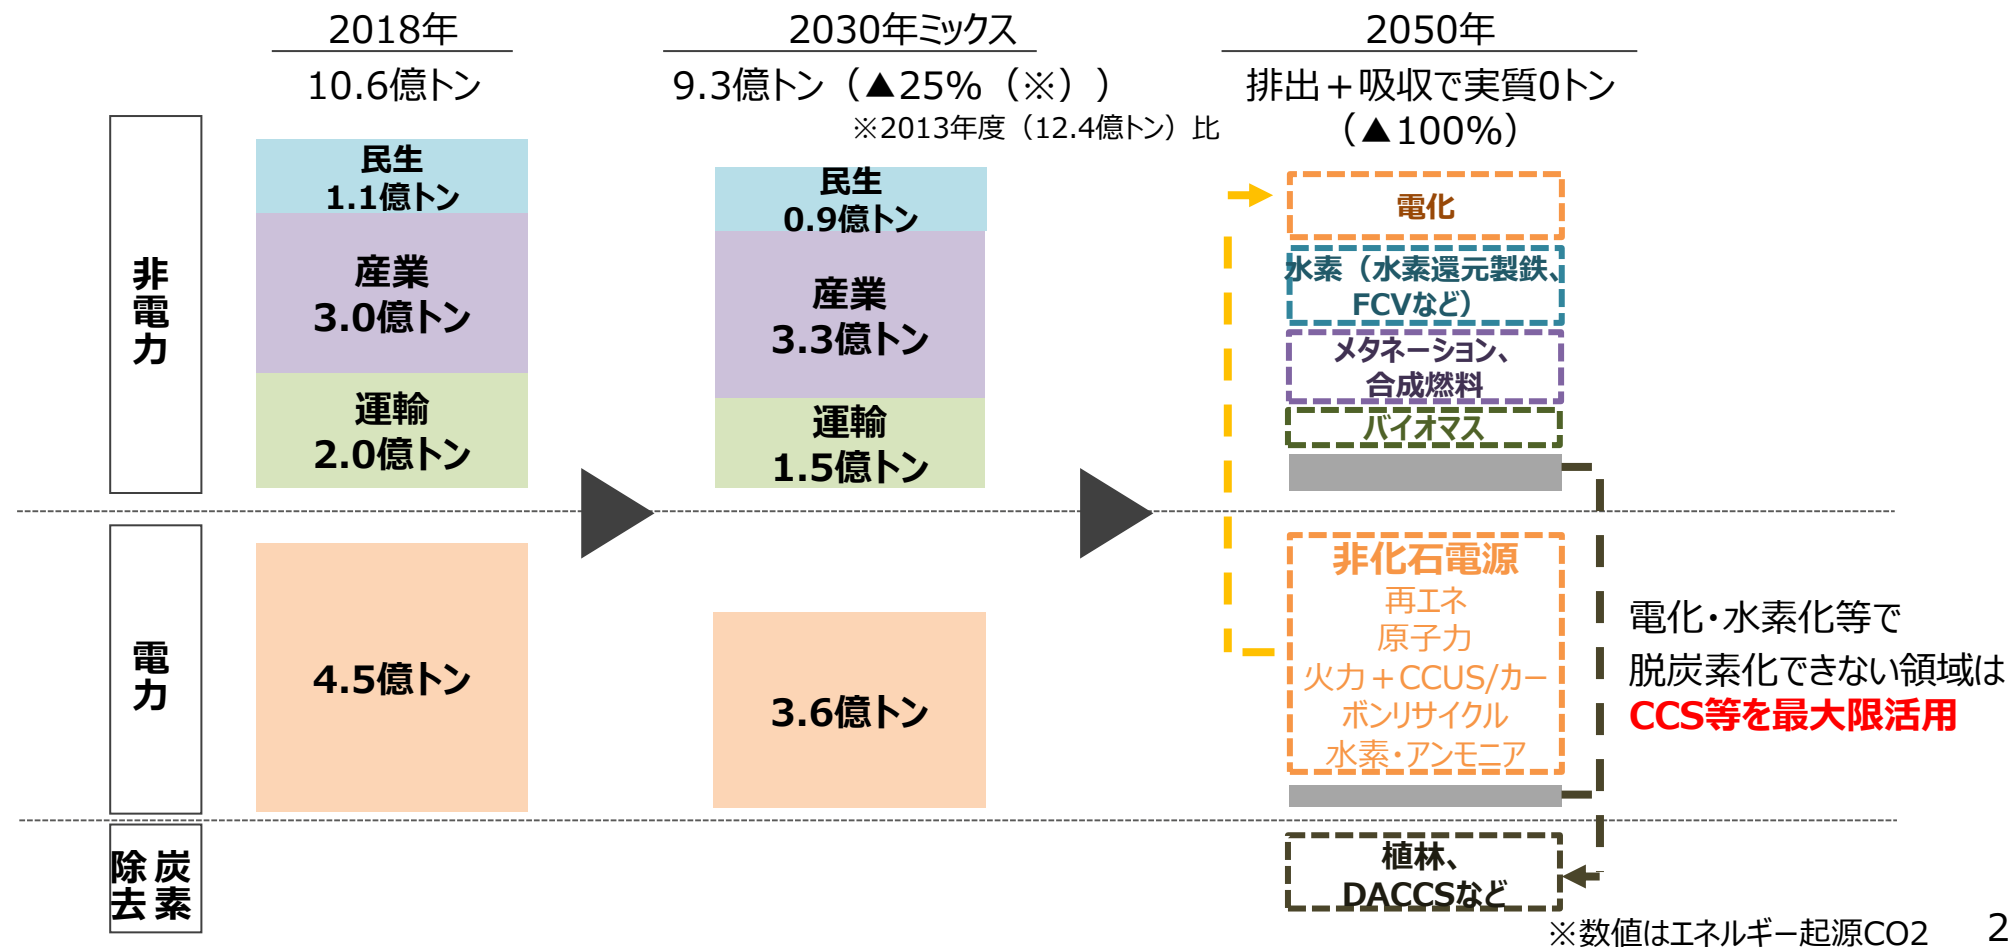 2018年
10.6億トン
2030年ミックス
9.3億トン（▲25%（※））
※2013年度（12.4億トン）比
2050年
排出＋吸収で実質0トン
（▲100%）
非電力
民生
1.1億トン
産業
3.0億トン
運輸
2.0億トン
民生
0.9億トン
産業
3.3億トン
運輸
1.5億トン
電化
水素（水素還元製鉄、
FCVなど）
メタネーション、
合成燃料
バイオマス
電力
4.5億トン
3.6億トン
非化石電源
再エネ
原子力
火力＋CCUS/カー
ボンリサイクル
水素・アンモニア
電化・水素化等で
脱炭素化できない領域は
CCS等を最大限活用
炭素
除去
植林、
DACCSなど
※数値はエネルギー起源CO2
2